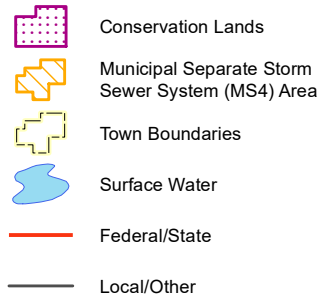 Conservation Lands
Municipal Separate Storm
Sewer System (MS4) Area
Town Boundaries
Surface Water
Federal/State
Local/Other